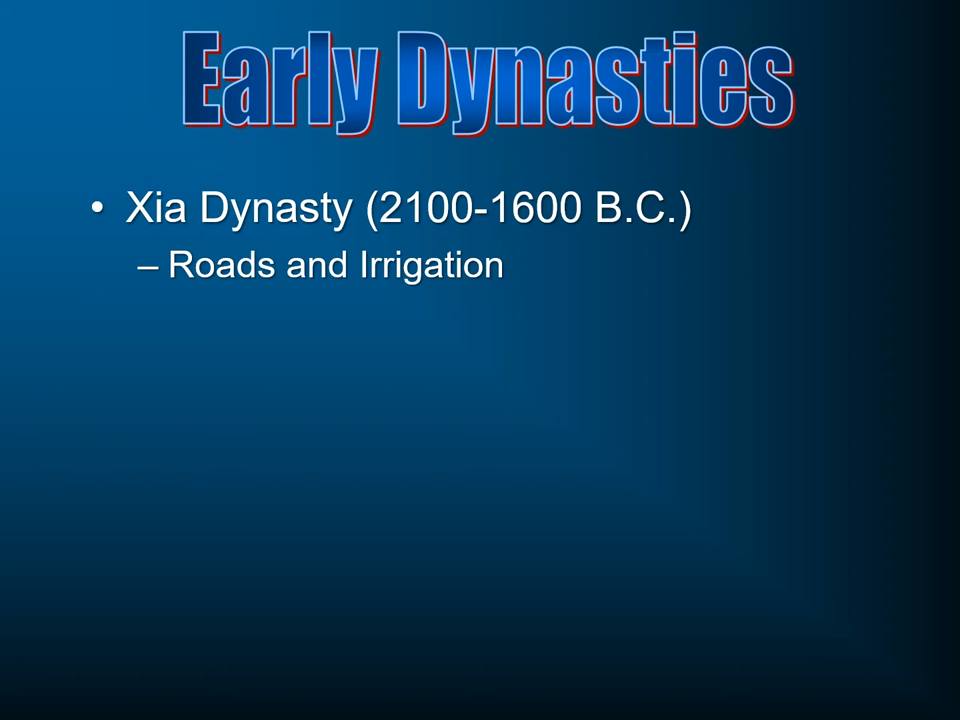 Early Dynasties
• Xia Dynasty (2100-1600 B.C.)
– Roads and Irrigation